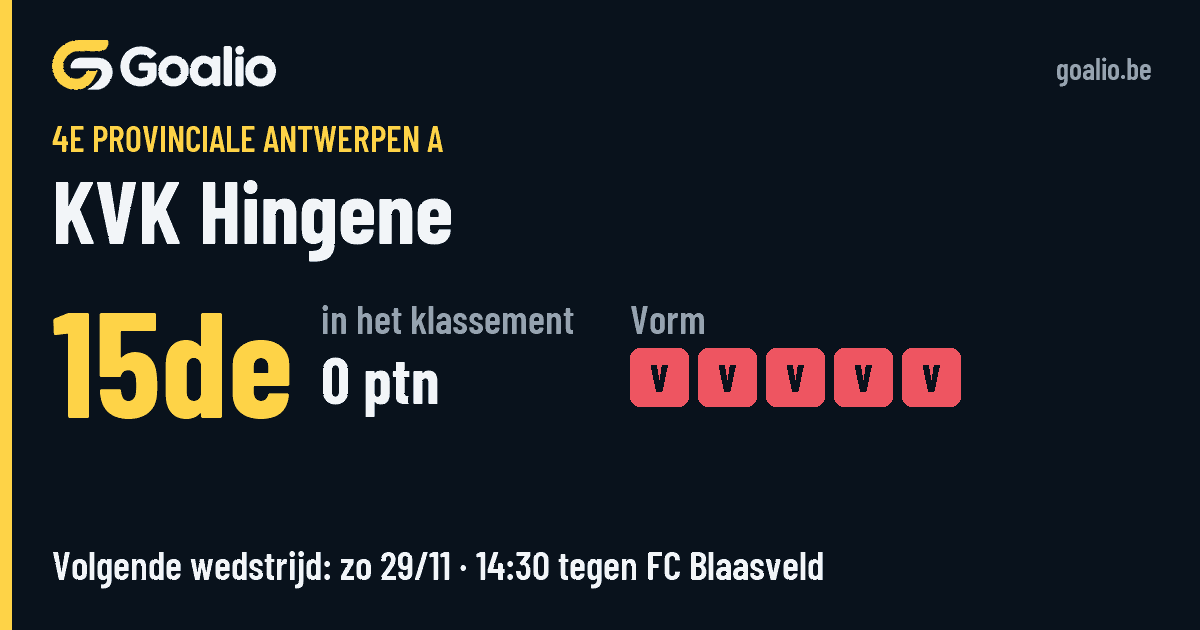 Goalio
goalio.be
4E PROVINCIALE ANTWERPEN A
KVK Hingene
15de
in het klassement
0 ptn
Vorm
V V V V V
Volgende wedstrijd: zo 29/11 · 14:30 tegen FC Blaasveld